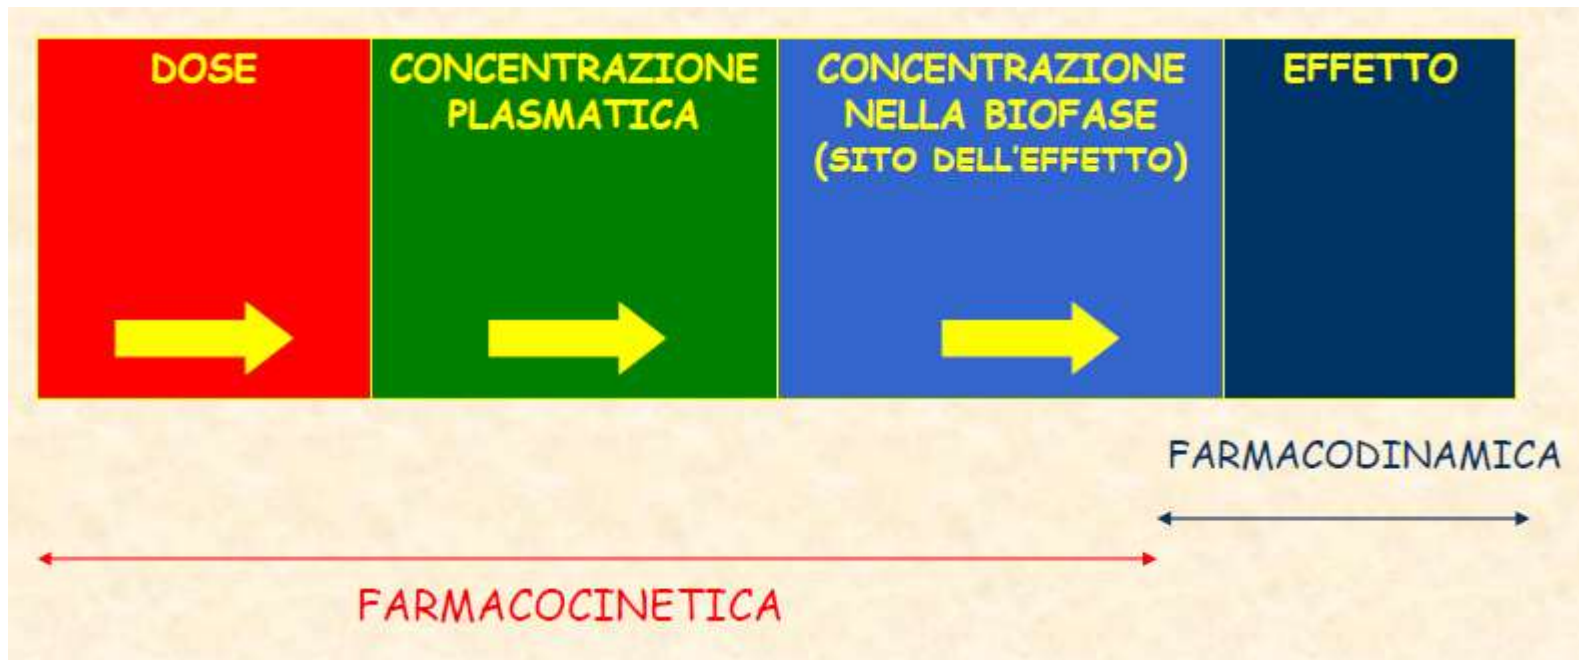 DOSE
CONCENTRAZIONE
PLASMATICA
CONCENTRAZIONE
NELLA BIOFASE
(SITO DELL'EFFETTO)
EFFETTO
FARMACODINAMICA
FARMACOCINETICA